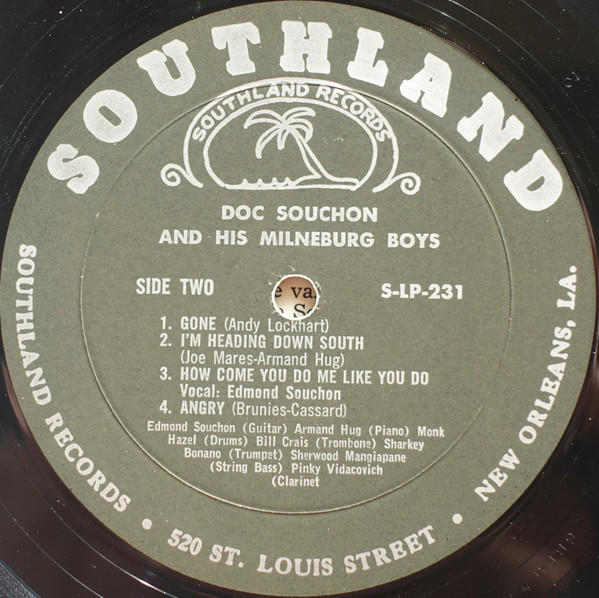 SOUTHLAND
SOUTHLAND RECORDS
DOC SOUCHON
AND HIS MILNEBURG BOYS
SIDE TWO
S-LP-231
1. GONE (Andy Lockhart)
2. I'M HEADING DOWN SOUTH
(Joe Mares-Armand Hug)
3. HOW COME YOU DO ME LIKE YOU DO
Vocal: Edmond Souchon
4. ANGRY (Brunies-Cassard)
Edmond Souchon (Guitar) Armand Hug (Piano) Monk
Hazel (Drums) Bill Crais (Trombone) Sharkey
Bonano (Trumpet) Sherwood Mangiapane
(String Bass) Pinky Vidacovich
(Clarinet
SOUTHLAND RECORDS • 520 ST. LOUIS STREET • NEW ORLEANS, LA.